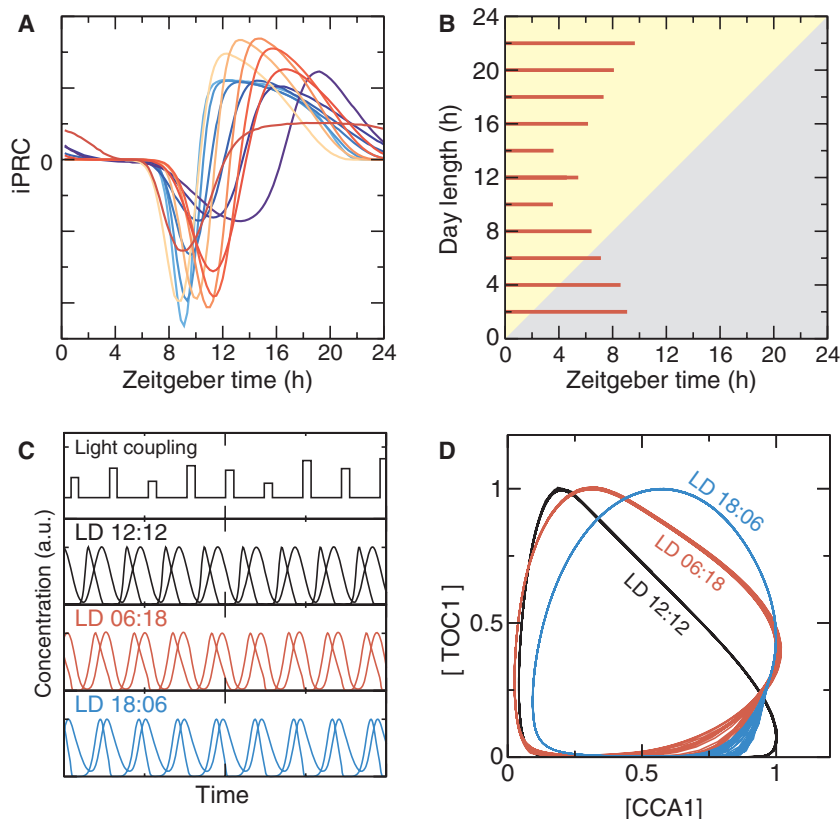 A
iPRC
0
0 4 8 12 16 20 24
Zeitgeber time (h)
B
Day length (h)
24
20
16
12
8
4
0
0 4 8 12 16 20 24
Zeitgeber time (h)
C
Concentration (a.u.)
Light coupling
LD 12:12
LD 06:18
LD 18:06
Time
D
[ TOC1 ]
1
0.5
0
LD 18:06
LD 06:18
LD 12:12
0 0.5 1
[CCA1]